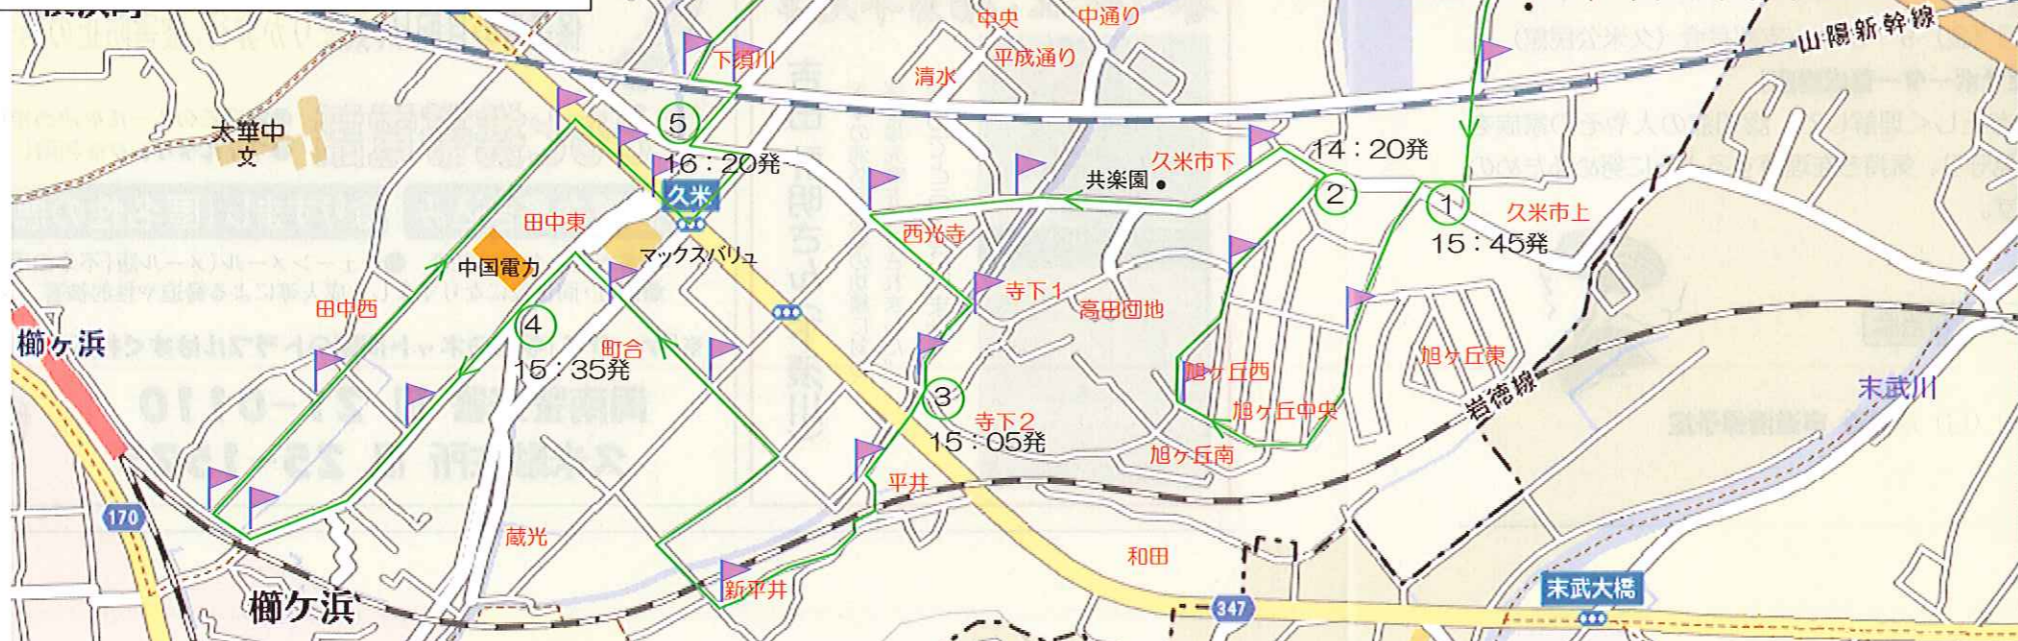 中央
中通り
下須川
清水
平成通り
山陽新幹線
太華中
文
5
16：20発
久米市下
14：20発
共楽園
2
1
久米市上
15：45発
久米
田中東
マックスバリュ
中国電力
西光寺
寺下1
高田団地
田中西
櫛ヶ浜
4
町合
15：35発
旭ヶ丘西
旭ヶ丘東
旭ヶ丘中央
岩徳線
末武川
3
寺下2
15：05発
旭ヶ丘南
平井
170
蔵光
和田
新平井
櫛ケ浜
347
末武大橋